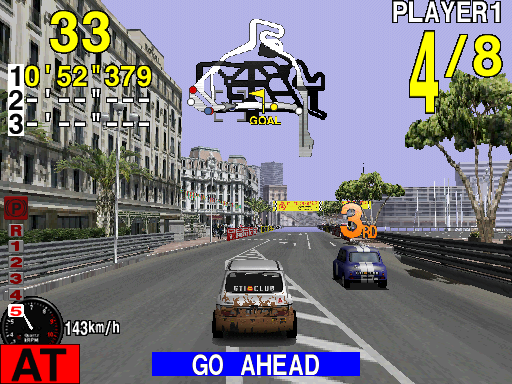 PLAYER1
33
4/8
1 0'52"379
2 -'--"---
3 -'--"---
GOAL
3RD
P
R
1
2
3
4
5
GTI CLUB
143km/h
AT
GO AHEAD